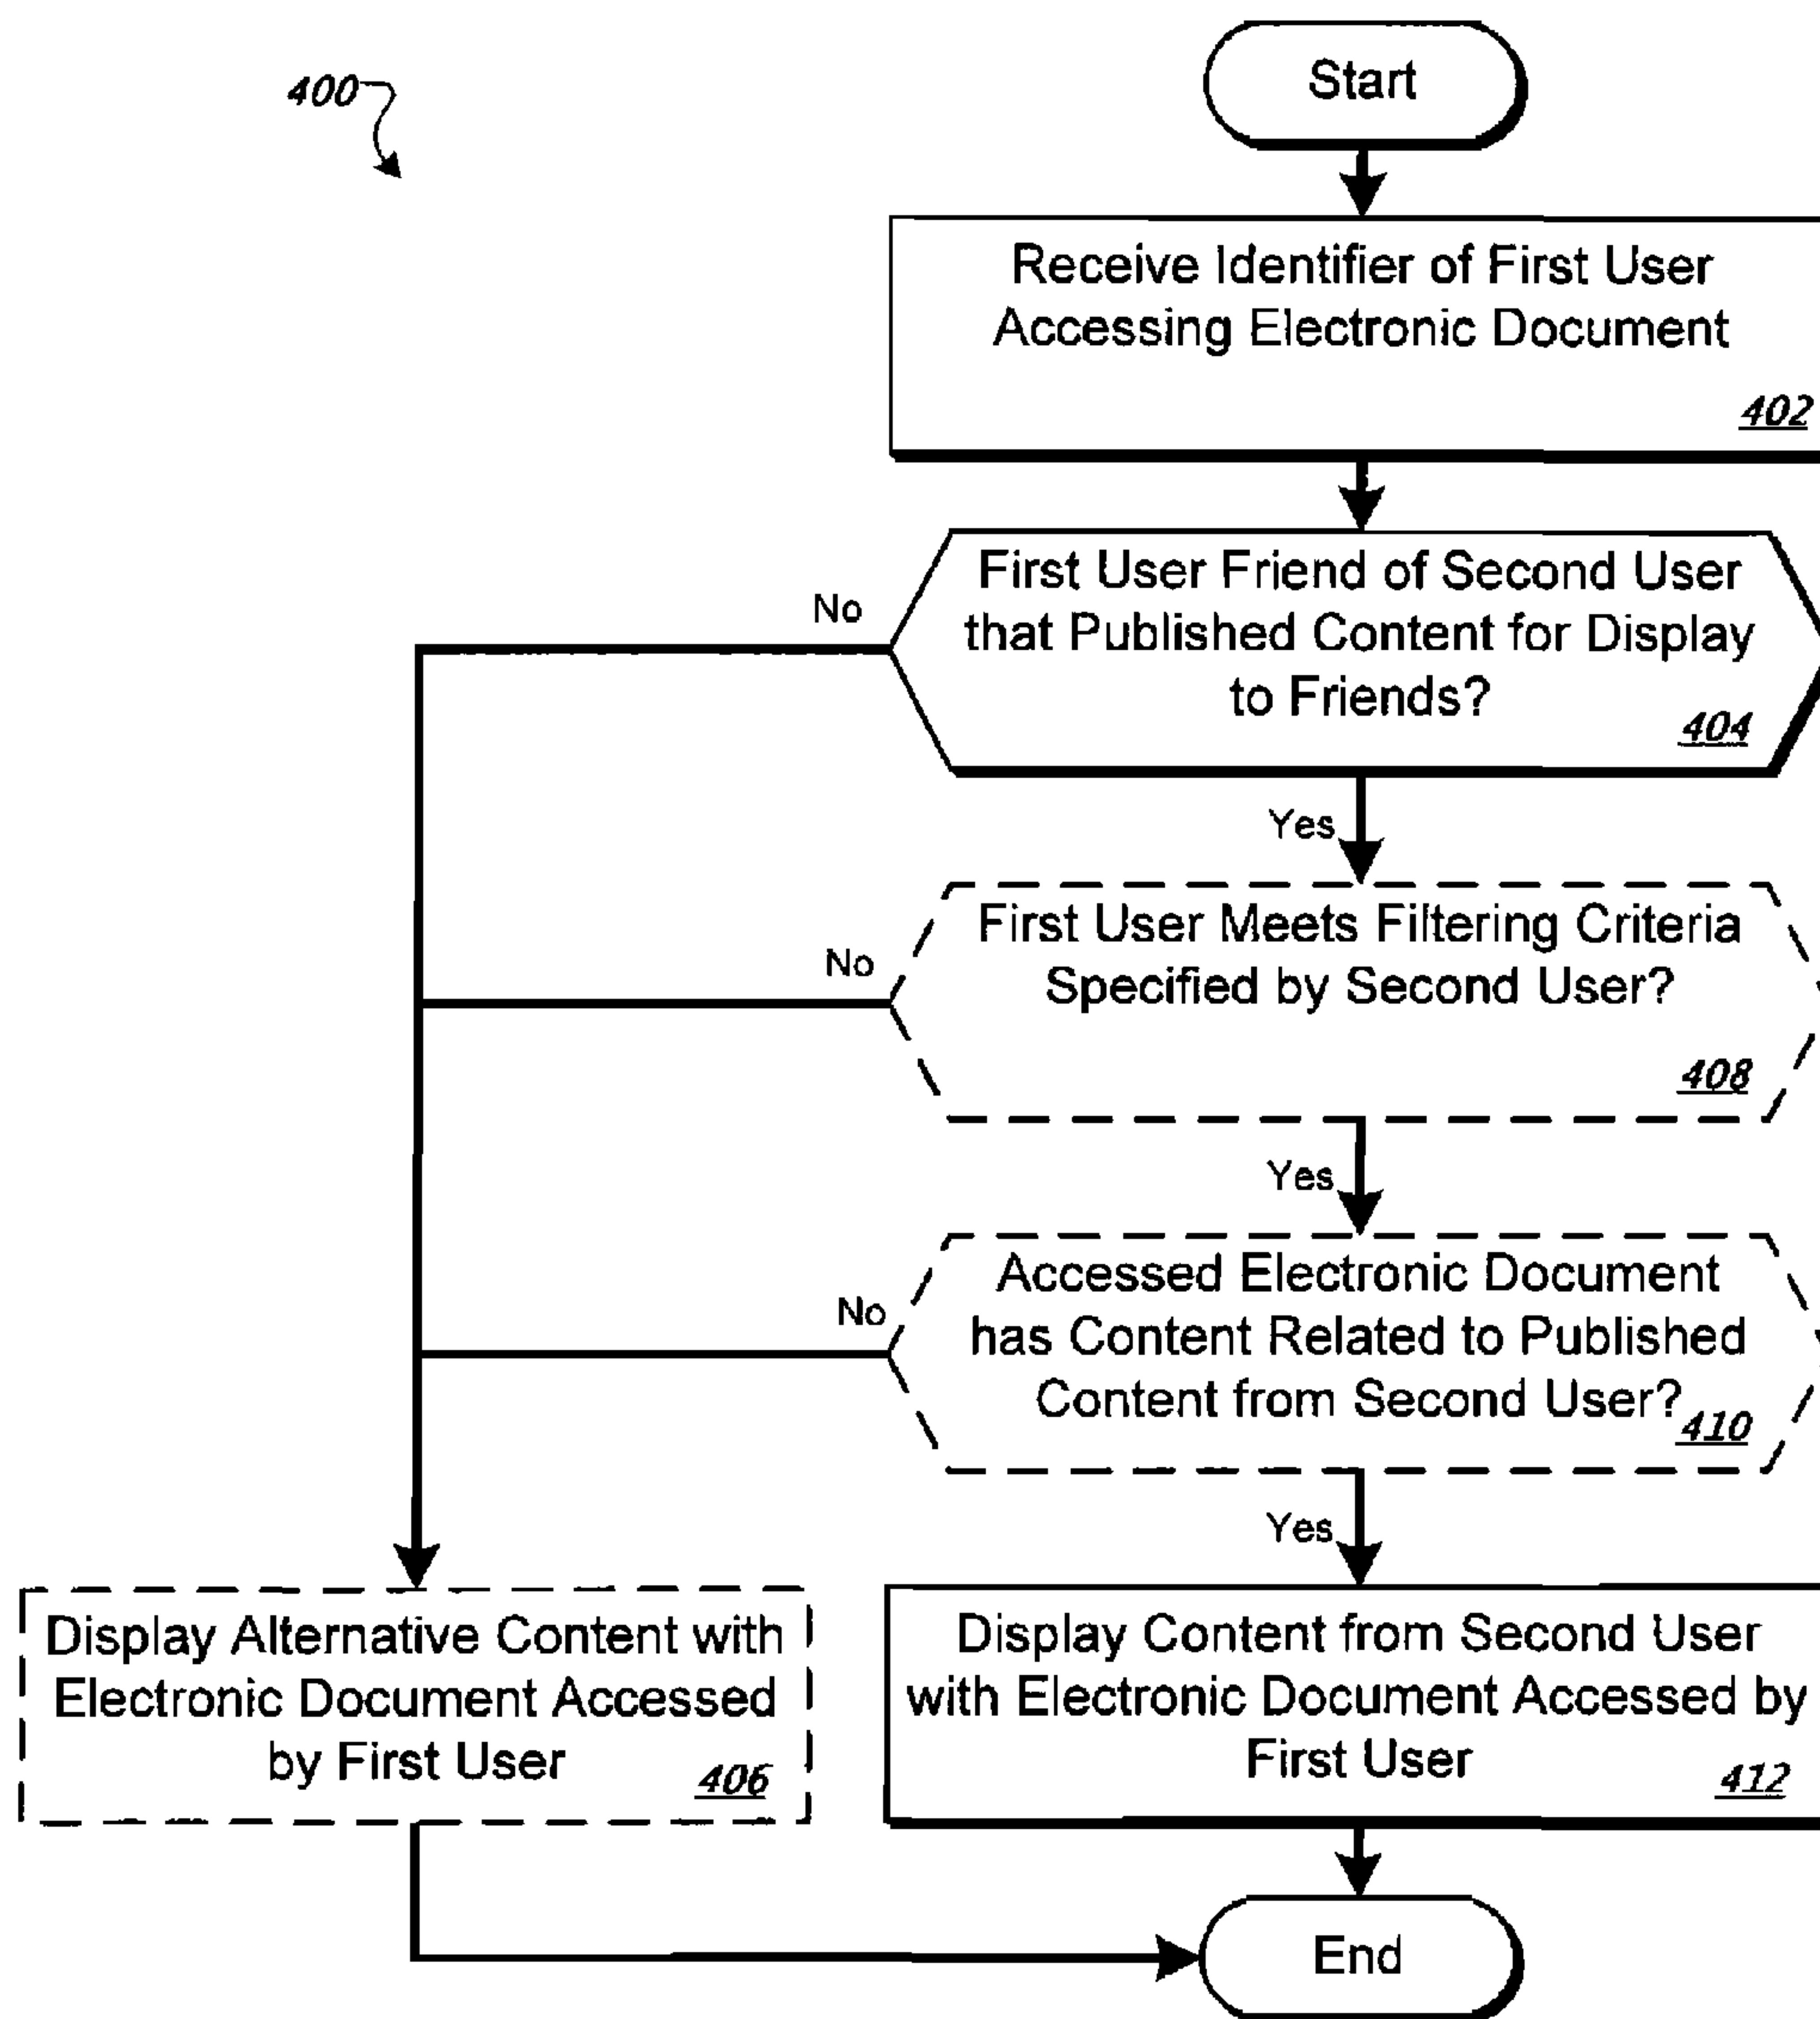 400
Start
Receive Identifier of First User
Accessing Electronic Document
402
First User Friend of Second User
that Published Content for Display
to Friends?
404
No
Yes
First User Meets Filtering Criteria
Specified by Second User?
408
No
Yes
Accessed Electronic Document
has Content Related to Published
Content from Second User?
410
No
Yes
Display Alternative Content with
Electronic Document Accessed
by First User
406
Display Content from Second User
with Electronic Document Accessed by
First User
412
End